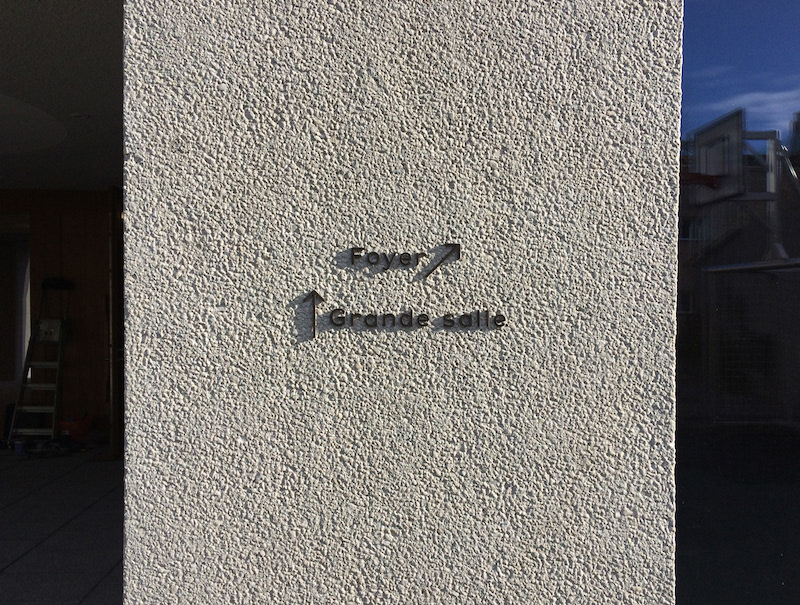 Foyer ↗
↑ Grande salle